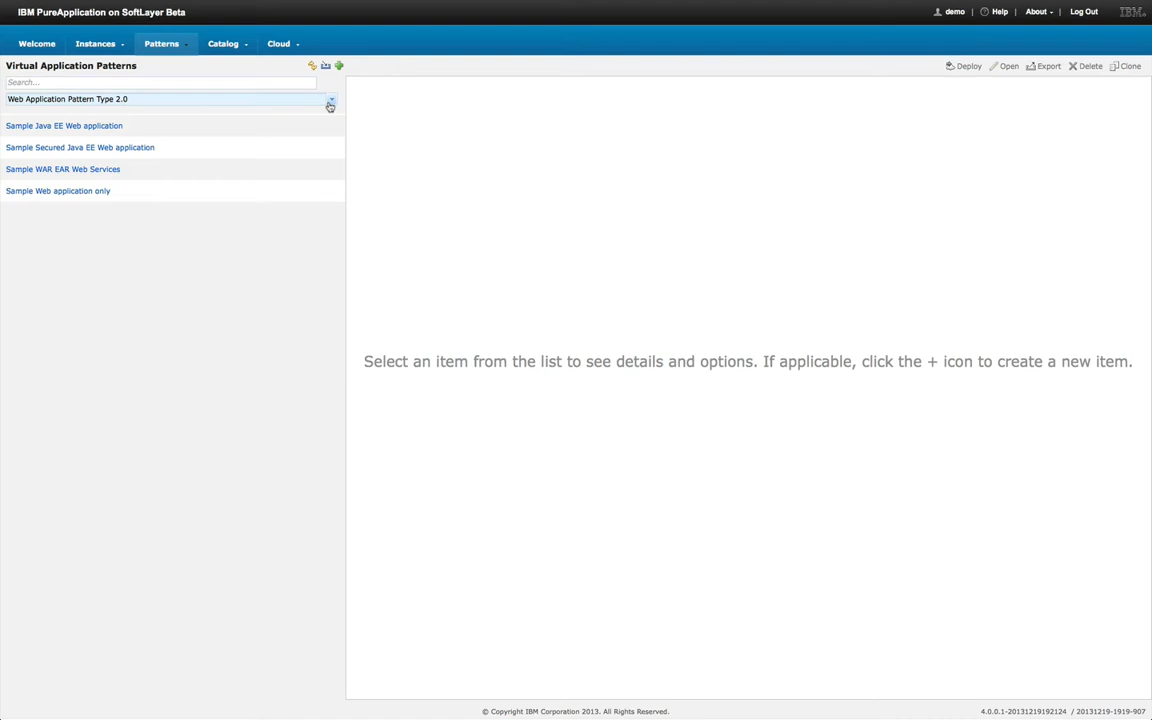 IBM PureApplication on SoftLayer Beta
demo Help About Log Out IBM
Welcome Instances Patterns Catalog Cloud
Virtual Application Patterns
Deploy Open Export Delete Clone
Search...
Web Application Pattern Type 2.0
Sample Java EE Web application
Sample Secured Java EE Web application
Sample WAR EAR Web Services
Sample Web application only
Select an item from the list to see details and options. If applicable, click the + icon to create a new item.
© Copyright IBM Corporation 2013. All Rights Reserved.
4.0.0.1-20131219192124 / 20131219-1919-907